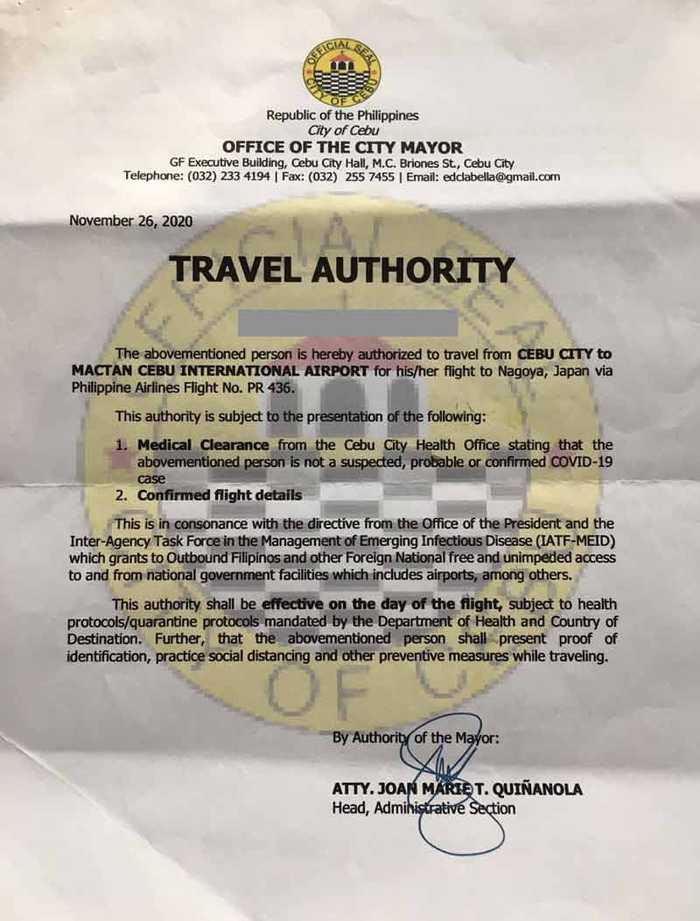 OFFICIAL SEAL
CITY OF CEBU
Republic of the Philippines
City of Cebu
OFFICE OF THE CITY MAYOR
GF Executive Building, Cebu City Hall, M.C. Briones St., Cebu City
Telephone: (032) 233 4194 | Fax: (032) 255 7455 | Email: edclabella@gmail.com
November 26, 2020
TRAVEL AUTHORITY
The abovementioned person is hereby authorized to travel from CEBU CITY to
MACTAN CEBU INTERNATIONAL AIRPORT for his/her flight to Nagoya, Japan via
Philippine Airlines Flight No. PR 436.
This authority is subject to the presentation of the following:
1. Medical Clearance from the Cebu City Health Office stating that the
abovementioned person is not a suspected, probable or confirmed COVID-19
case
2. Confirmed flight details
This is in consonance with the directive from the Office of the President and the
Inter-Agency Task Force in the Management of Emerging Infectious Disease (IATF-MEID)
which grants to Outbound Filipinos and other Foreign National free and unimpeded access
to and from national government facilities which includes airports, among others.
This authority shall be effective on the day of the flight, subject to health
protocols/quarantine protocols mandated by the Department of Health and Country of
Destination. Further, that the abovementioned person shall present proof of
identification, practice social distancing and other preventive measures while traveling.
By Authority of the Mayor:
ATTY. JOAN MARIE T. QUIÑANOLA
Head, Administrative Section